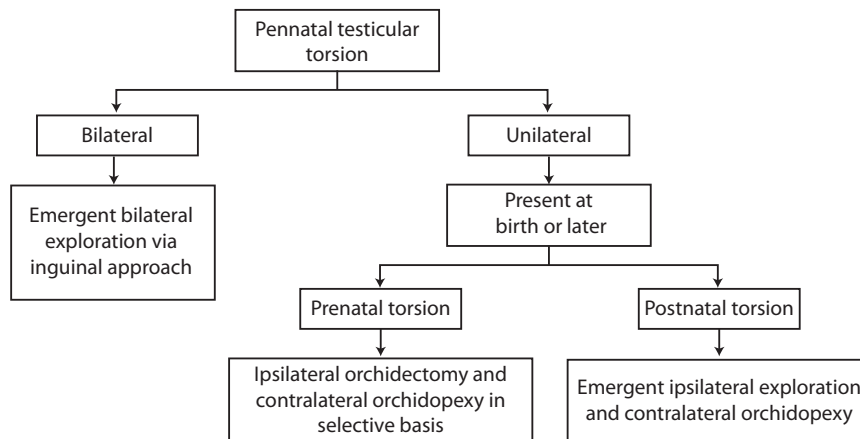 Pennatal testicular
torsion
Bilateral
Unilateral
Emergent bilateral
exploration via
inguinal approach
Present at
birth or later
Prenatal torsion
Postnatal torsion
Ipsilateral orchidectomy and
contralateral orchidopexy in
selective basis
Emergent ipsilateral exploration
and contralateral orchidopexy